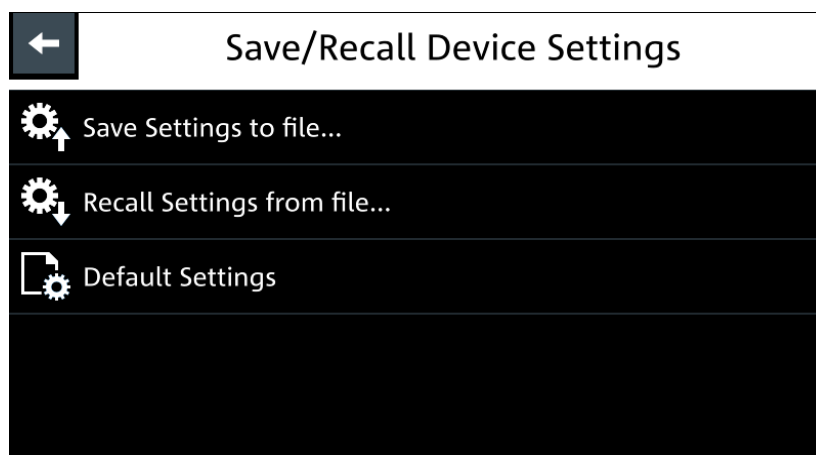 Save/Recall Device Settings
Save Settings to file...
Recall Settings from file...
Default Settings